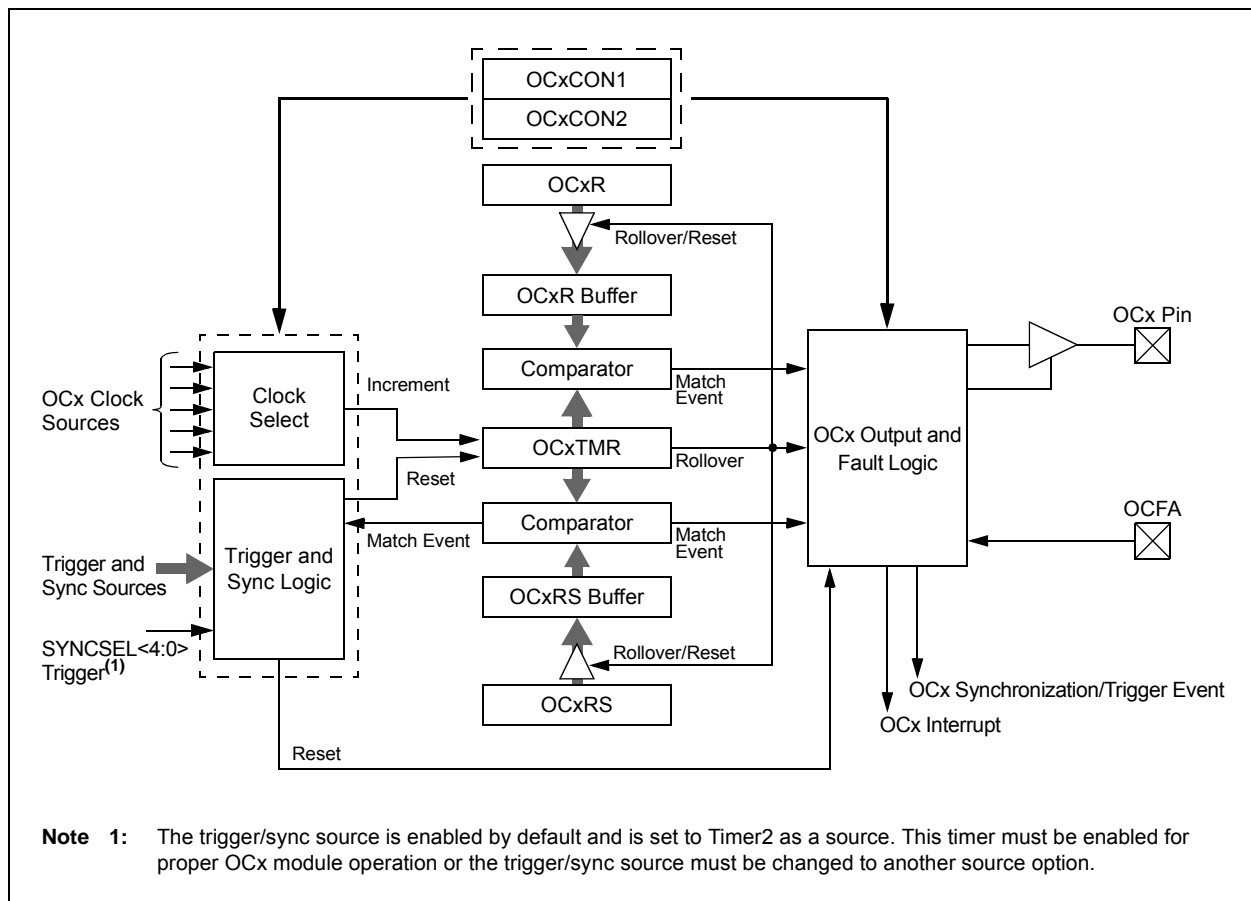 OCxCON1
OCxCON2
OCxR
Rollover/Reset
OCxR Buffer
OCx Pin
Comparator
Match
Event
Increment
Clock
Select
OCx Clock
Sources
OCxTMR
Rollover
OCx Output and
Fault Logic
Reset
Comparator
Match Event
Match
Event
OCFA
Trigger and
Sync Logic
Trigger and
Sync Sources
OCxRS Buffer
SYNCSEL<4:0>
Trigger(1)
Rollover/Reset
OCxRS
OCx Synchronization/Trigger Event
OCx Interrupt
Reset
Note 1: The trigger/sync source is enabled by default and is set to Timer2 as a source. This timer must be enabled for
proper OCx module operation or the trigger/sync source must be changed to another source option.